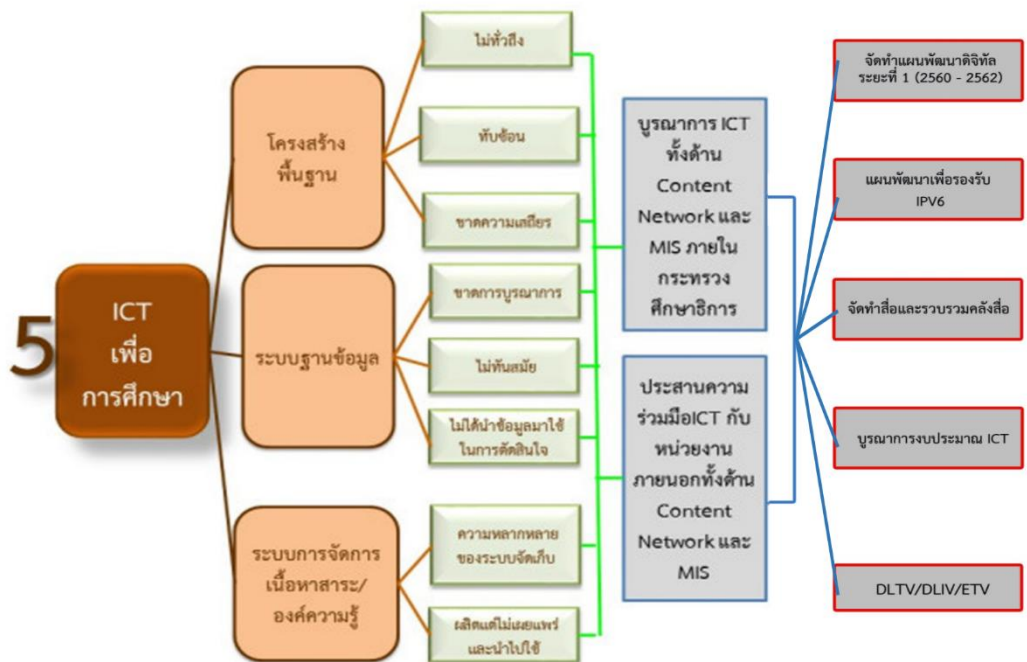 5
ICT
เพื่อ
การศึกษา
โครงสร้าง
พื้นฐาน
ระบบฐานข้อมูล
ระบบการจัดการ
เนื้อหาสาระ/
องค์ความรู้
ไม่ทั่วถึง
ทับซ้อน
ขาดความเสถียร
ขาดการบูรณาการ
ไม่ทันสมัย
ไม่ได้นำข้อมูลมาใช้
ในการตัดสินใจ
ความหลากหลาย
ของระบบจัดเก็บ
ผลิตแต่ไม่เผยแพร่
และนำไปใช้
บูรณาการ ICT
ทั้งด้าน
Content
Network และ
MIS ภายใน
กระทรวง
ศึกษาธิการ
ประสานความ
ร่วมมือICT กับ
หน่วยงาน
ภายนอกทั้งด้าน
Content
Network และ
MIS
จัดทำแผนพัฒนาดิจิทัล
ระยะที่ 1 (2560 - 2562)
แผนพัฒนาเพื่อรองรับ
IPV6
จัดทำสื่อและรวบรวมคลังสื่อ
บูรณาการงบประมาณ ICT
DLTV/DLIV/ETV